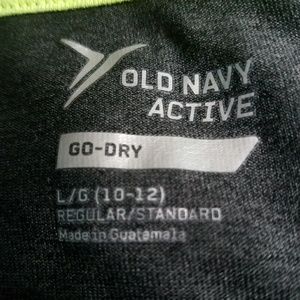 OLD NAVY
ACTIVE
GO-DRY
L/G (10-12)
REGULAR/STANDARD
Made in Guatemala